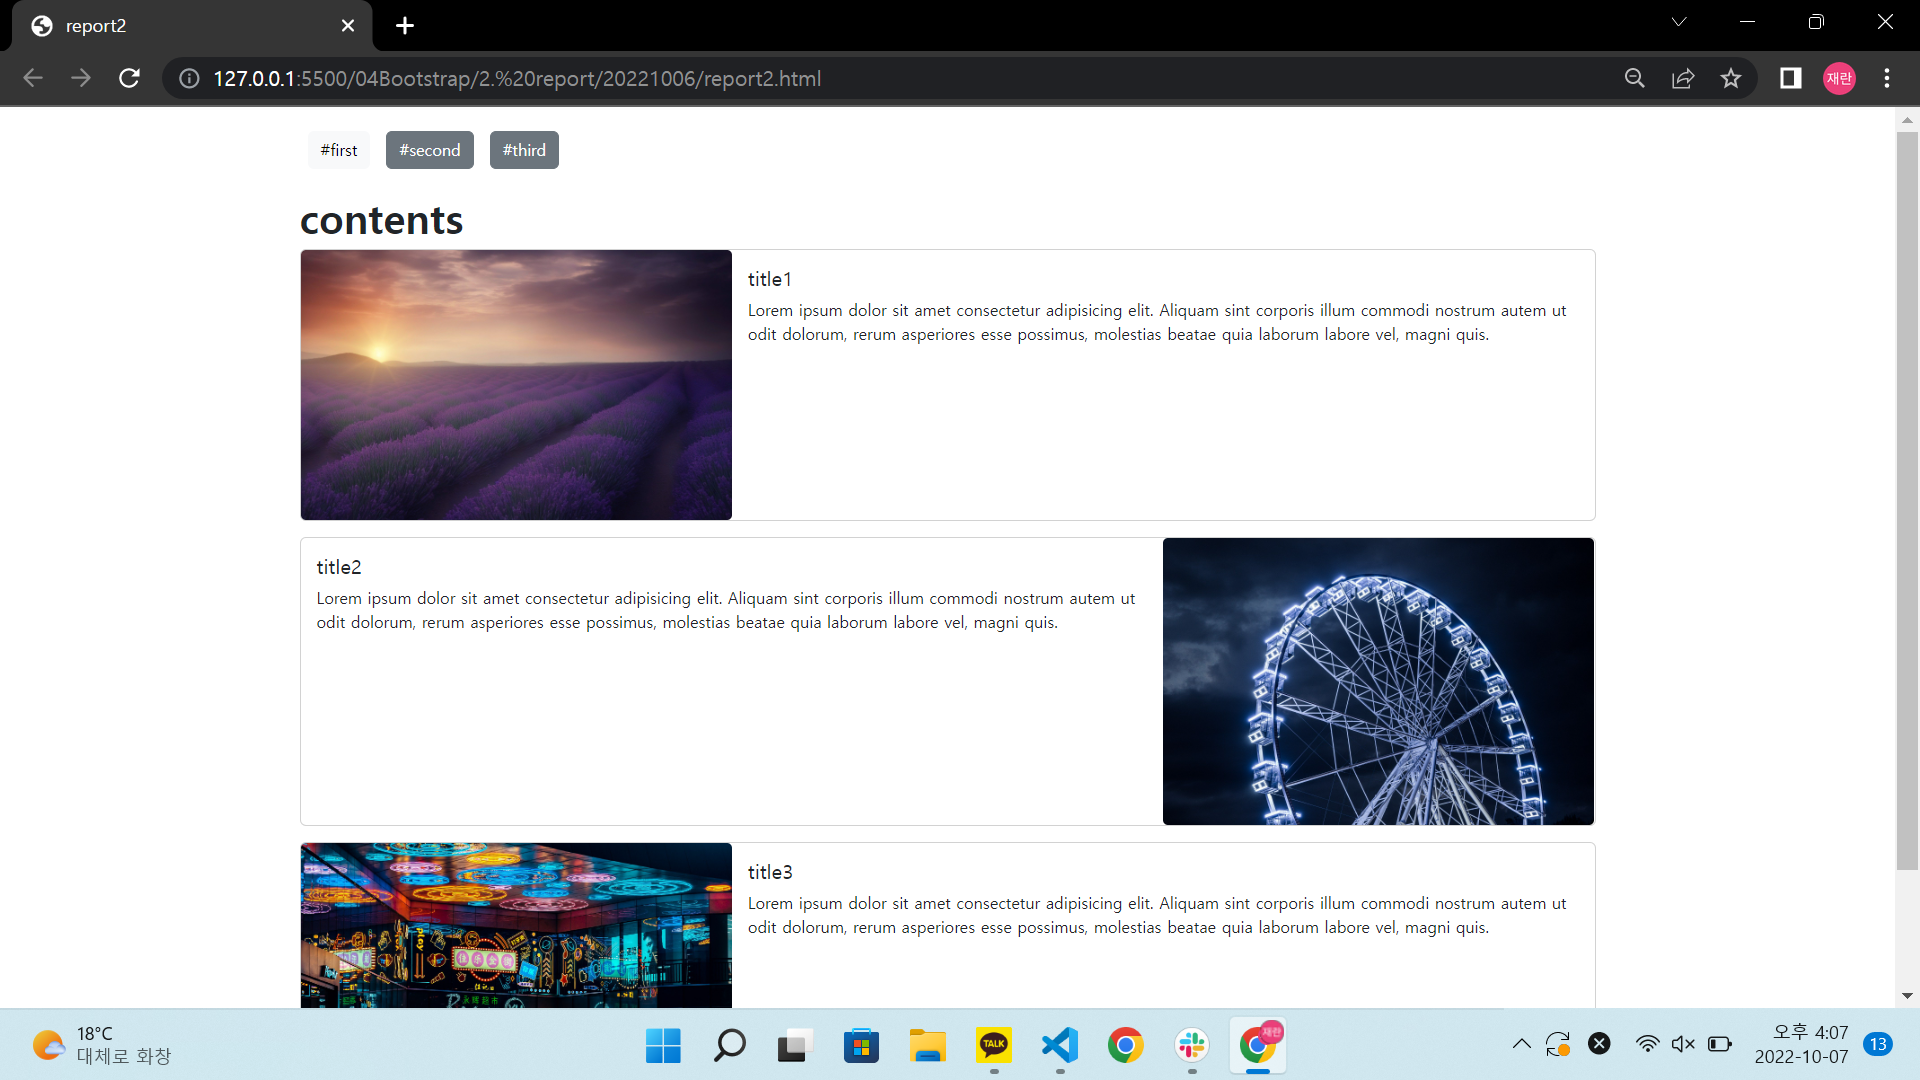 report2
127.0.0.1:5500/04Bootstrap/2.%20report/20221006/report2.html
재란
#first
#second
#third
contents
title1
Lorem ipsum dolor sit amet consectetur adipisicing elit. Aliquam sint corporis illum commodi nostrum autem ut
odit dolorum, rerum asperiores esse possimus, molestias beatae quia laborum labore vel, magni quis.
title2
Lorem ipsum dolor sit amet consectetur adipisicing elit. Aliquam sint corporis illum commodi nostrum autem ut
odit dolorum, rerum asperiores esse possimus, molestias beatae quia laborum labore vel, magni quis.
title3
Lorem ipsum dolor sit amet consectetur adipisicing elit. Aliquam sint corporis illum commodi nostrum autem ut
odit dolorum, rerum asperiores esse possimus, molestias beatae quia laborum labore vel, magni quis.
18°C
대체로 화창
TALK
재란
오후 4:07
2022-10-07
13